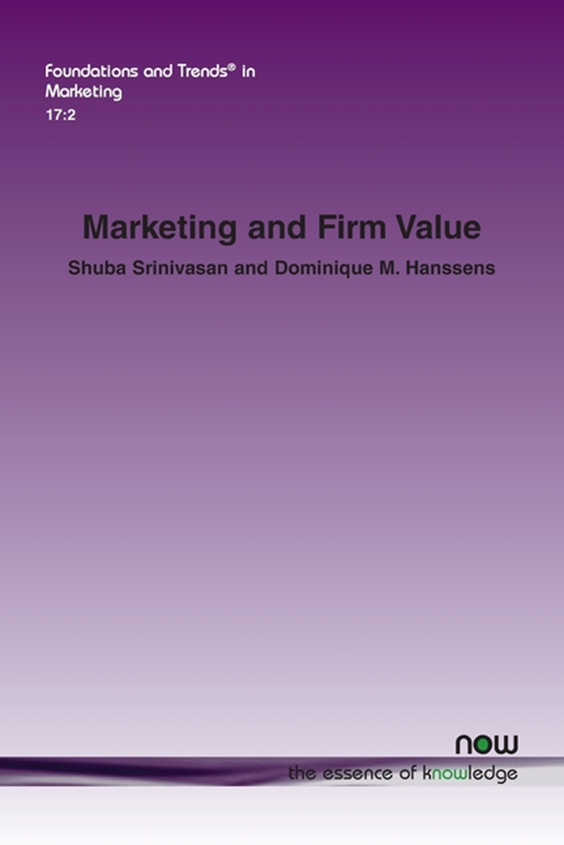 Foundations and Trends® in
Marketing
17:2
Marketing and Firm Value
Shuba Srinivasan and Dominique M. Hanssens
now
the essence of knowledge